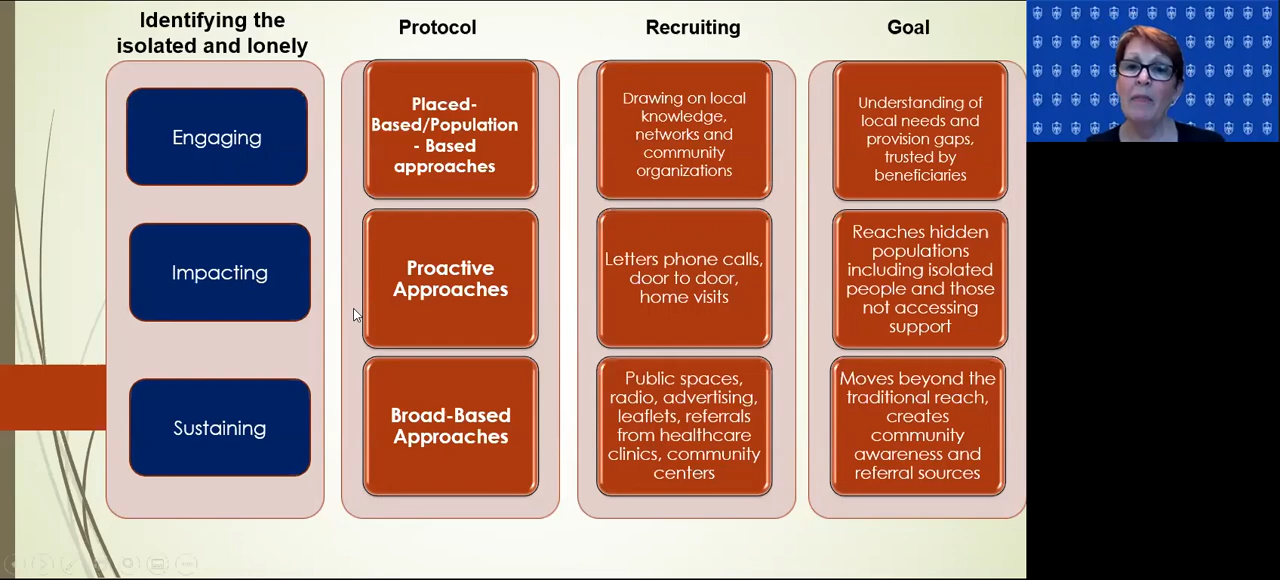 Identifying the
isolated and lonely
Protocol
Recruiting
Goal
Engaging
Placed-
Based/Population
- Based
approaches
Drawing on local
knowledge,
networks and
community
organizations
Understanding of
local needs and
provision gaps,
trusted by
beneficiaries
Impacting
Proactive
Approaches
Letters phone calls,
door to door,
home visits
Reaches hidden
populations
including isolated
people and those
not accessing
support
Sustaining
Broad-Based
Approaches
Public spaces,
radio, advertising,
leaflets, referrals
from healthcare
clinics, community
centers
Moves beyond the
traditional reach,
creates
community
awareness and
referral sources